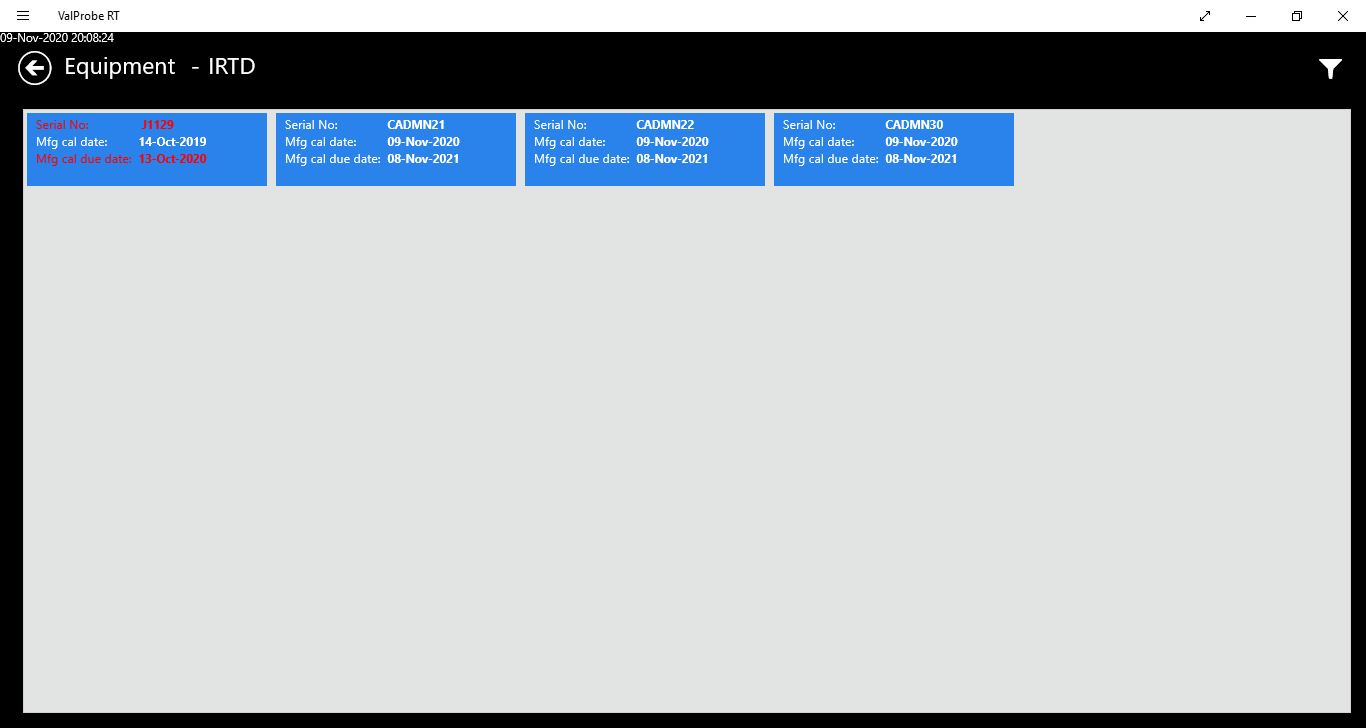 ValProbe RT
09-Nov-2020 20:08:24
Equipment - IRTD
Serial No: J1129
Mfg cal date: 14-Oct-2019
Mfg cal due date: 13-Oct-2020
Serial No: CADMN21
Mfg cal date: 09-Nov-2020
Mfg cal due date: 08-Nov-2021
Serial No: CADMN22
Mfg cal date: 09-Nov-2020
Mfg cal due date: 08-Nov-2021
Serial No: CADMN30
Mfg cal date: 09-Nov-2020
Mfg cal due date: 08-Nov-2021